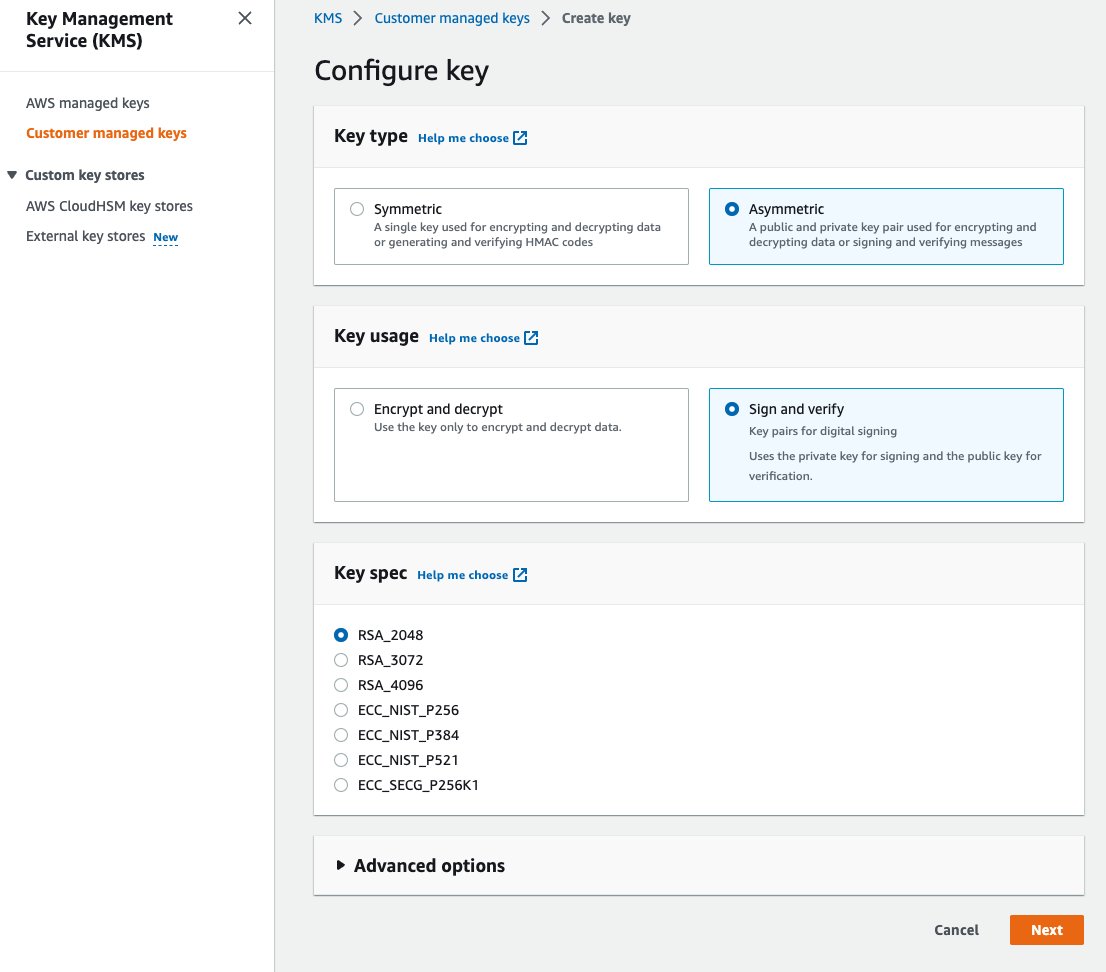 Key Management
Service (KMS)
AWS managed keys
Customer managed keys
Custom key stores
AWS CloudHSM key stores
External key stores New
KMS Customer managed keys Create key
Configure key
Key type Help me choose
Symmetric
A single key used for encrypting and decrypting data
or generating and verifying HMAC codes
Asymmetric
A public and private key pair used for encrypting and
decrypting data or signing and verifying messages
Key usage Help me choose
Encrypt and decrypt
Use the key only to encrypt and decrypt data.
Sign and verify
Key pairs for digital signing
Uses the private key for signing and the public key for
verification.
Key spec Help me choose
RSA_2048
RSA_3072
RSA_4096
ECC_NIST_P256
ECC_NIST_P384
ECC_NIST_P521
ECC_SECG_P256K1
Advanced options
Cancel Next